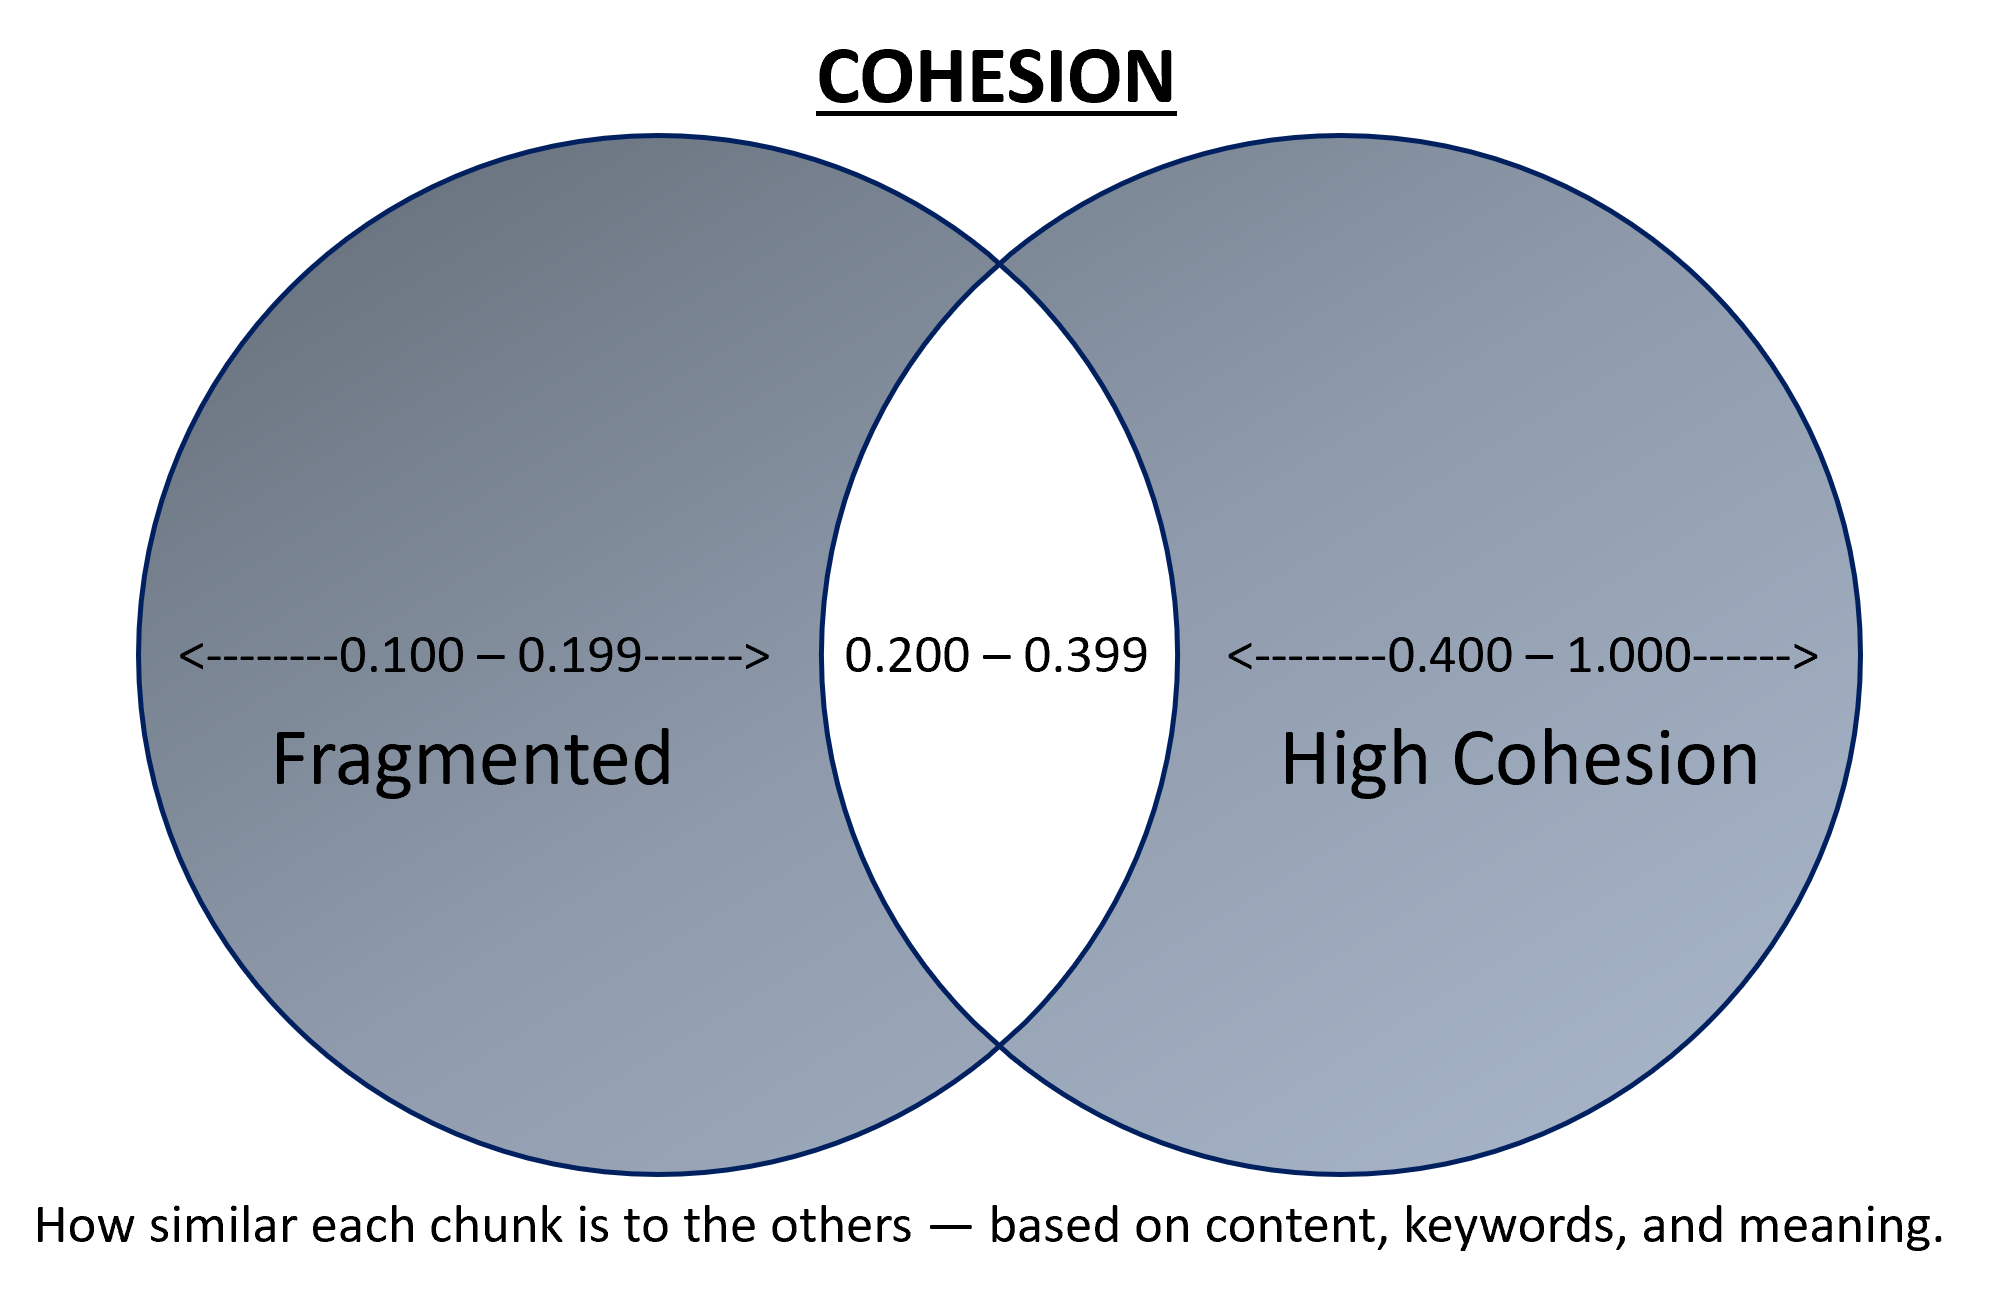 COHESION
<--------0.100 – 0.199------>
0.200 – 0.399
<--------0.400 – 1.000------>
Fragmented
High Cohesion
How similar each chunk is to the others — based on content, keywords, and meaning.